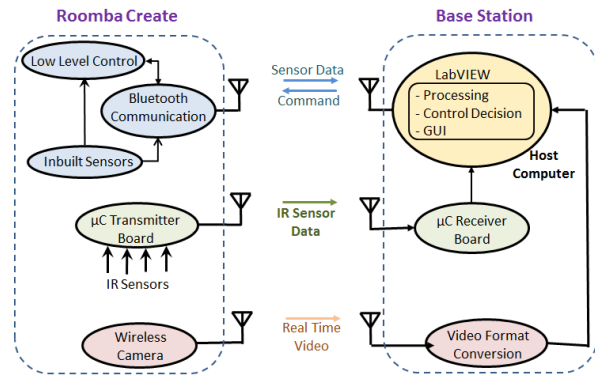 Roomba Create
Base Station
Low Level Control
Bluetooth
Communication
Inbuilt Sensors
Sensor Data
Command
LabVIEW
- Processing
- Control Decision
- GUI
Host
Computer
µC Transmitter
Board
IR Sensors
IR Sensor
Data
µC Receiver
Board
Wireless
Camera
Real Time
Video
Video Format
Conversion